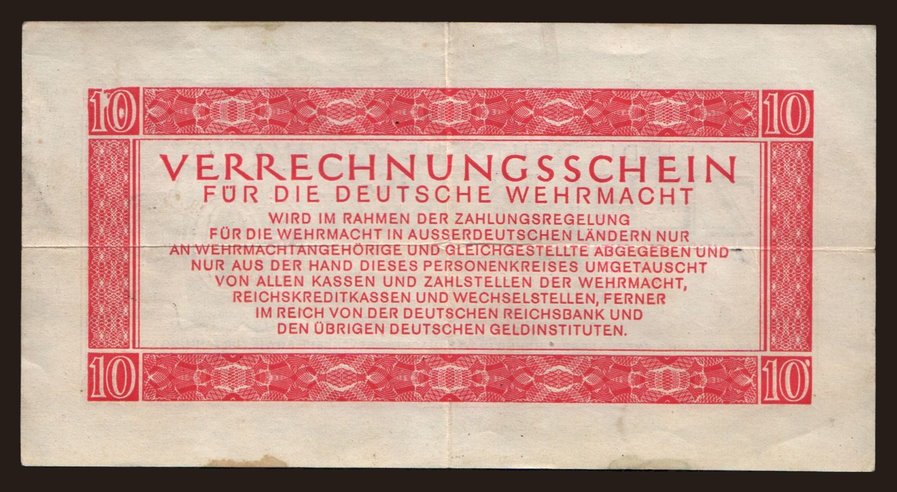 10 10
VERRECHNUNGSSCHEIN
FÜR DIE DEUTSCHE WEHRMACHT
WIRD IM RAHMEN DER ZAHLUNGSREGELUNG
FÜR DIE WEHRMACHT IN AUSSERDEUTSCHEN LÄNDERN NUR
AN WEHRMACHTANGEHÖRIGE UND GLEICHGESTELLTE ABGEGEBEN UND
NUR AUS DER HAND DIESES PERSONENKREISES UMGETAUSCHT
VON ALLEN KASSEN UND ZAHLSTELLEN DER WEHRMACHT,
REICHSKREDITKASSEN UND WECHSELSTELLEN, FERNER
IM REICH VON DER DEUTSCHEN REICHSBANK UND
DEN ÜBRIGEN DEUTSCHEN GELDINSTITUTEN.
10 10